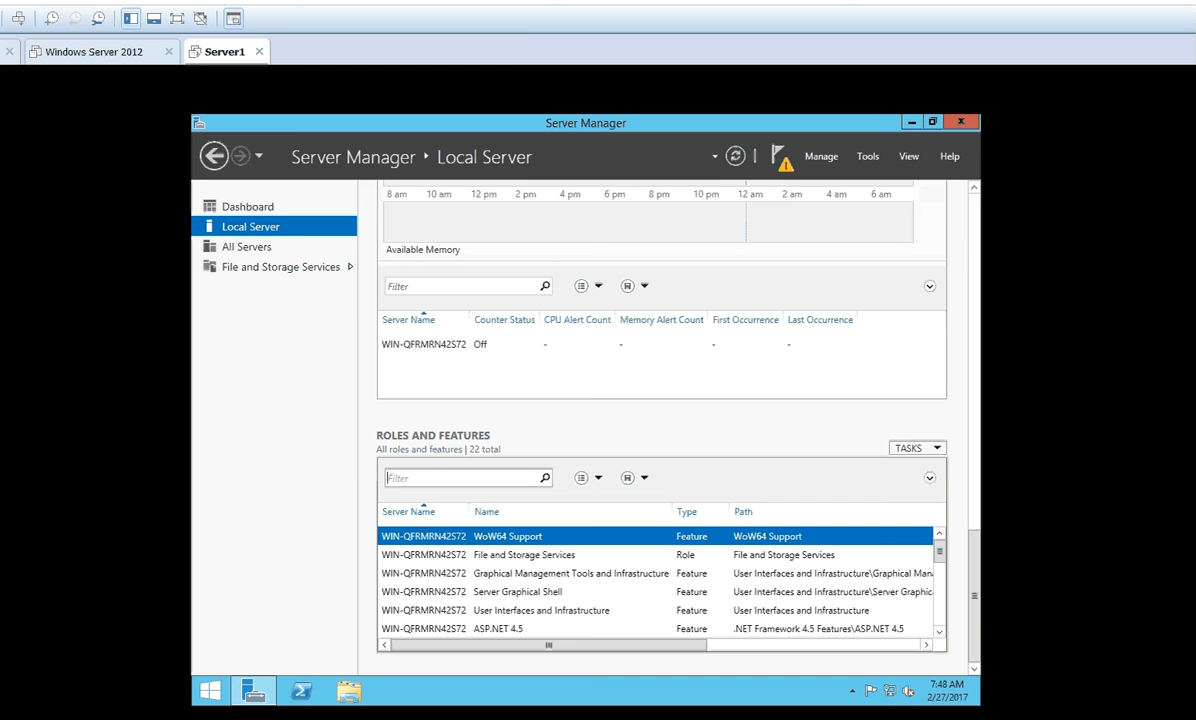 Windows Server 2012
Server1
Server Manager
Server Manager Local Server
Manage Tools View Help
Dashboard
Local Server
All Servers
File and Storage Services
8 am 10 am 12 pm 2 pm 4 pm 6 pm 8 pm 10 pm 12 am 2 am 4 am 6 am
Available Memory
Filter
Server Name Counter Status CPU Alert Count Memory Alert Count First Occurrence Last Occurrence
WIN-QFRMRN42S72 Off - - - -
ROLES AND FEATURES
All roles and features | 22 total
TASKS
Filter
Server Name Name Type Path
WIN-QFRMRN42S72 WoW64 Support Feature WoW64 Support
WIN-QFRMRN42S72 File and Storage Services Role File and Storage Services
WIN-QFRMRN42S72 Graphical Management Tools and Infrastructure Feature User Interfaces and Infrastructure\Graphical Man
WIN-QFRMRN42S72 Server Graphical Shell Feature User Interfaces and Infrastructure\Server Graphic
WIN-QFRMRN42S72 User Interfaces and Infrastructure Feature User Interfaces and Infrastructure
WIN-QFRMRN42S72 ASP.NET 4.5 Feature .NET Framework 4.5 Features\ASP.NET 4.5
7:48 AM
2/27/2017